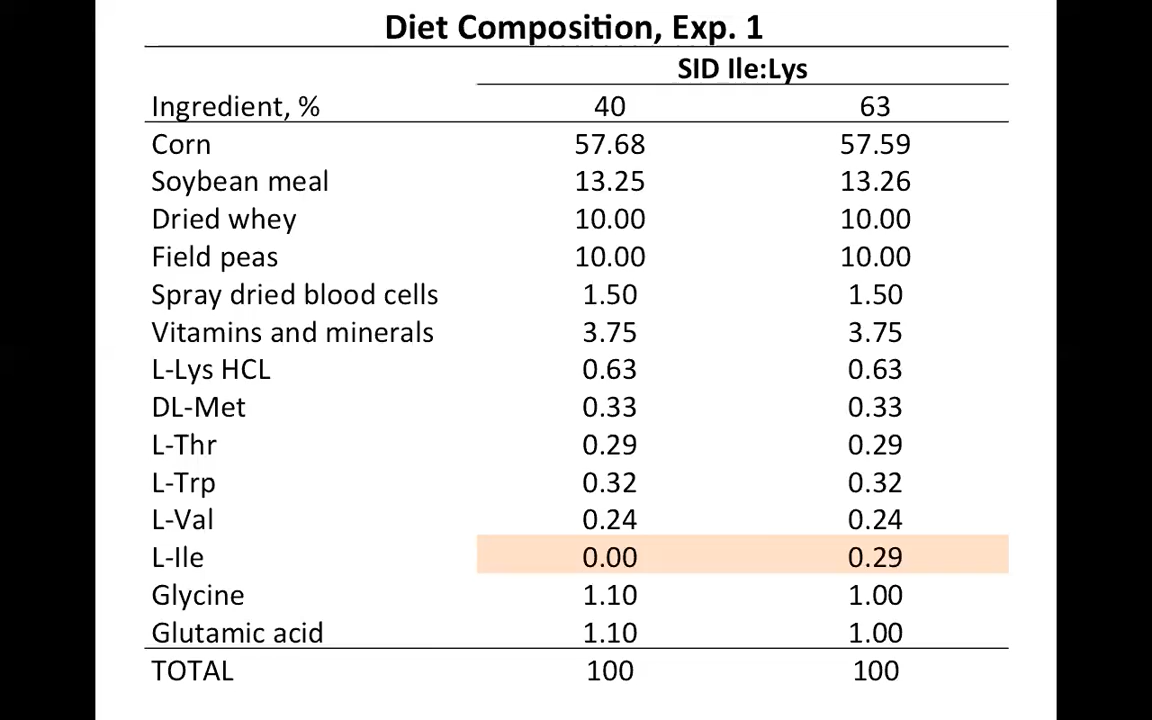 Diet Composition, Exp. 1
SID Ile:Lys
Ingredient, % 40 63
Corn 57.68 57.59
Soybean meal 13.25 13.26
Dried whey 10.00 10.00
Field peas 10.00 10.00
Spray dried blood cells 1.50 1.50
Vitamins and minerals 3.75 3.75
L-Lys HCL 0.63 0.63
DL-Met 0.33 0.33
L-Thr 0.29 0.29
L-Trp 0.32 0.32
L-Val 0.24 0.24
L-Ile 0.00 0.29
Glycine 1.10 1.00
Glutamic acid 1.10 1.00
TOTAL 100 100